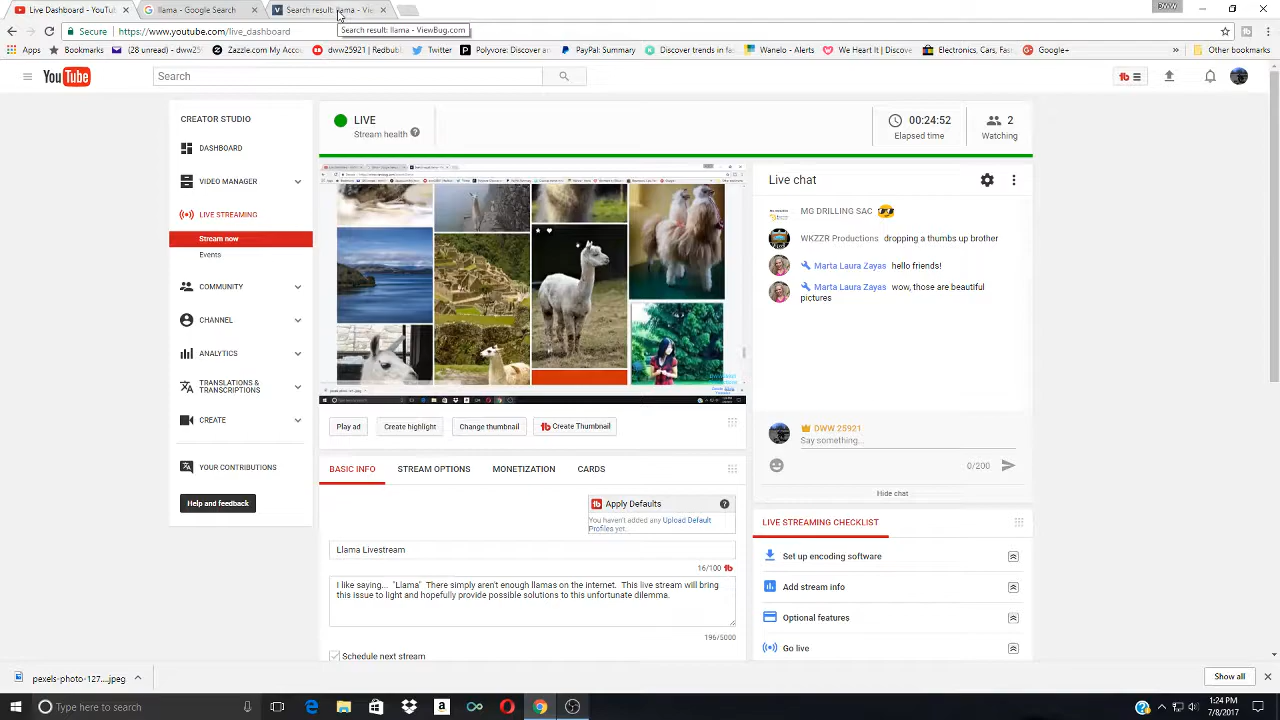 Live Dashboard - YouTu
llama - Google Search
Search result: llama - Vie
DWW
Secure
https://www.youtube.com/live_dashboard
Search result: llama - ViewBug.com
Apps
Bookmarks
(28 unread) - dww25
Zazzle.com My Acco
dww25921 | Redbub
Twitter
Polyvore: Discover
PayPal: Summary
Discover trends in fas
Wanelo - Alerts
We Heart It | Discover
Electronics, Cars, Fas
Google+
Other bookmarks
YouTube
Search
CREATOR STUDIO
DASHBOARD
VIDEO MANAGER
LIVE STREAMING
Stream now
Events
COMMUNITY
CHANNEL
ANALYTICS
TRANSLATIONS &
TRANSCRIPTIONS
CREATE
YOUR CONTRIBUTIONS
Help and feedback
LIVE
Stream health
00:24:52
Elapsed time
2
Watching
Play ad
Create highlight
Change thumbnail
tb Create Thumbnail
BASIC INFO
STREAM OPTIONS
MONETIZATION
CARDS
tb Apply Defaults
You haven't added any Upload Default
Profiles yet.
Llama Livestream
16/100 tb
I like saying... "Llama" There simply aren't enough llamas on the internet. This live stream will bring
this issue to light and hopefully provide possible solutions to this unfortunate dilemma.
196/5000
Schedule next stream
Live chat
MG DRILLING SAC
WKZZR Productions dropping a thumbs up brother
Marta Laura Zayas hello friends!
Marta Laura Zayas wow, those are beautiful
pictures
DWW 25921
Say something...
0/200
Hide chat
LIVE STREAMING CHECKLIST
Set up encoding software
Add stream info
Optional features
Go live
pexels-photo-127....jpeg
Show all
Type here to search
1:24 PM
7/8/2017